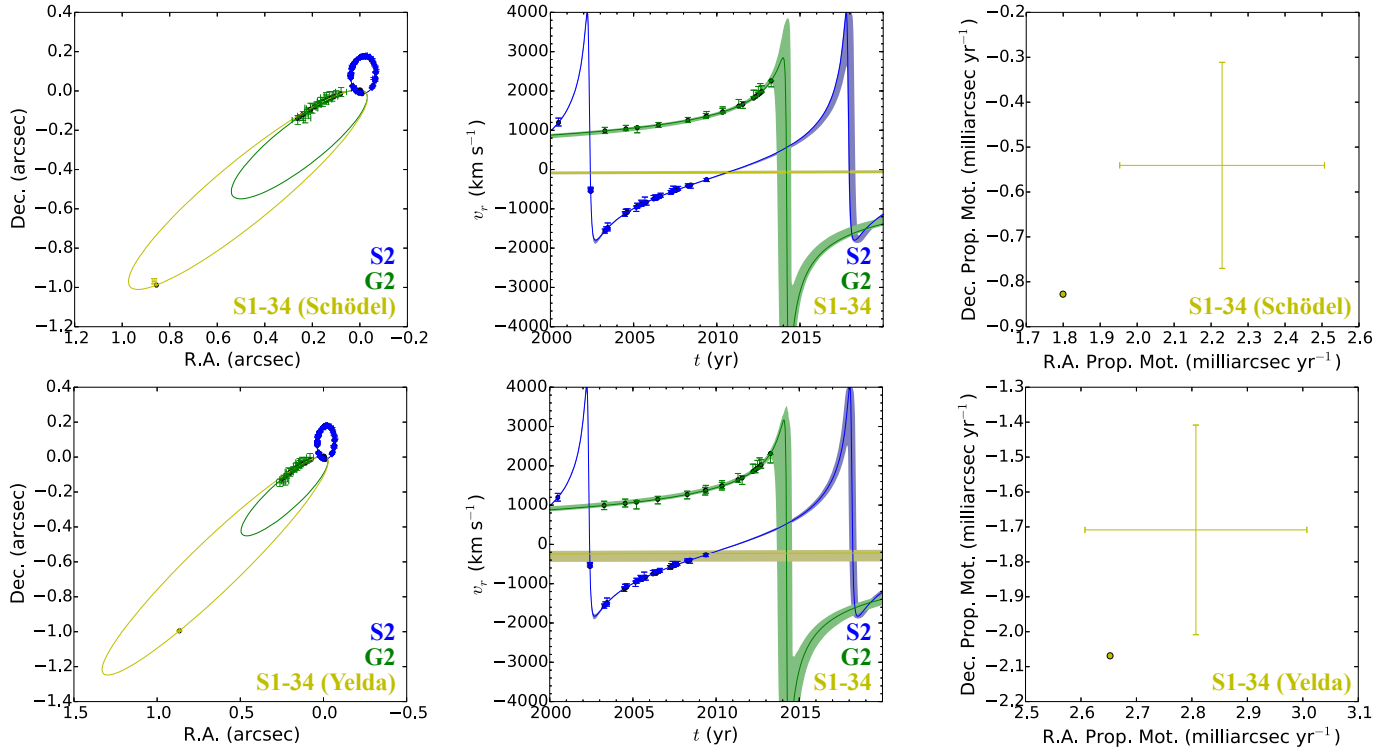 0.4
0.2
0.0
−0.2
−0.4
−0.6
−0.8
−1.0
−1.2
Dec. (arcsec)
1.2 1.0 0.8 0.6 0.4 0.2 0.0 −0.2
R.A. (arcsec)
S2
G2
S1-34 (Schödel)
4000
3000
2000
1000
0
−1000
−2000
−3000
−4000
v_r (km s⁻¹)
2000 2005 2010 2015
t (yr)
S2
G2
S1-34
−0.2
−0.3
−0.4
−0.5
−0.6
−0.7
−0.8
−0.9
Dec. Prop. Mot. (milliarcsec yr⁻¹)
1.7 1.8 1.9 2.0 2.1 2.2 2.3 2.4 2.5 2.6
R.A. Prop. Mot. (milliarcsec yr⁻¹)
S1-34 (Schödel)
0.4
0.2
0.0
−0.2
−0.4
−0.6
−0.8
−1.0
−1.2
−1.4
Dec. (arcsec)
1.5 1.0 0.5 0.0 −0.5
R.A. (arcsec)
S2
G2
S1-34 (Yelda)
4000
3000
2000
1000
0
−1000
−2000
−3000
−4000
v_r (km s⁻¹)
2000 2005 2010 2015
t (yr)
S2
G2
S1-34
−1.3
−1.4
−1.5
−1.6
−1.7
−1.8
−1.9
−2.0
−2.1
−2.2
Dec. Prop. Mot. (milliarcsec yr⁻¹)
2.5 2.6 2.7 2.8 2.9 3.0 3.1
R.A. Prop. Mot. (milliarcsec yr⁻¹)
S1-34 (Yelda)